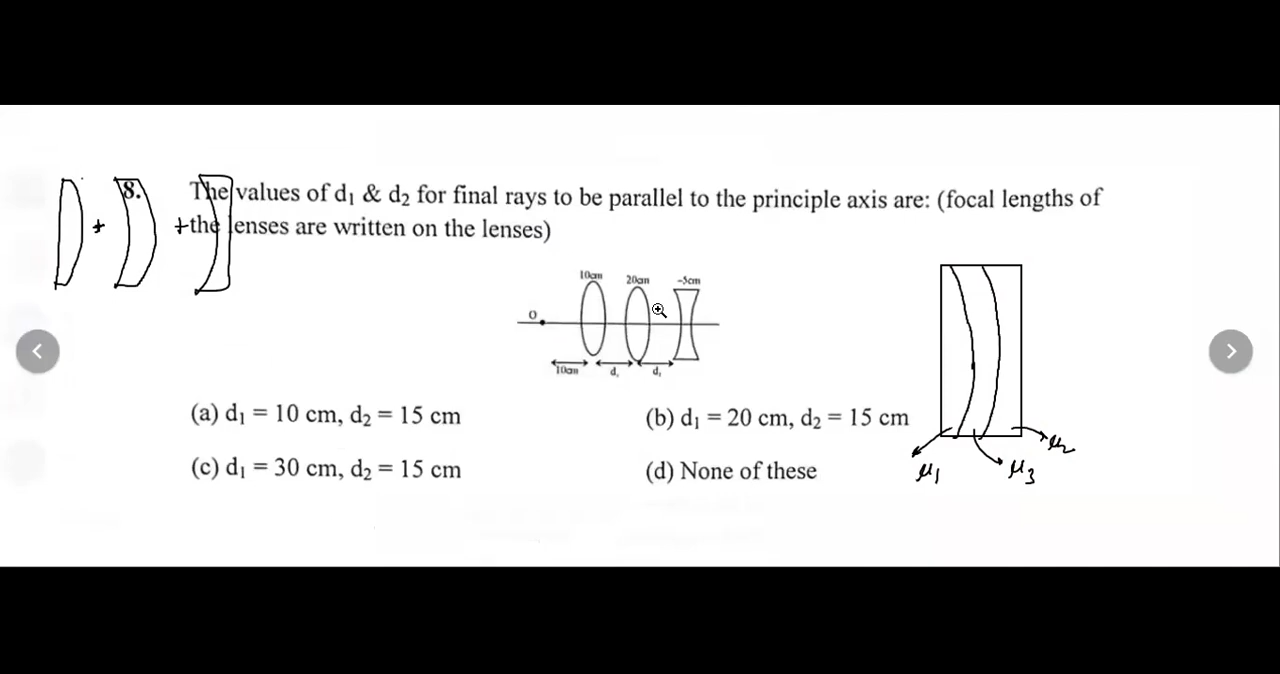 8. The values of d₁ & d₂ for final rays to be parallel to the principle axis are: (focal lengths of
+ + the lenses are written on the lenses)
10cm 20cm -5cm
O
10cm d₁ d₂
(a) d₁ = 10 cm, d₂ = 15 cm (b) d₁ = 20 cm, d₂ = 15 cm
(c) d₁ = 30 cm, d₂ = 15 cm (d) None of these
μ₁ μ₃ μ₂